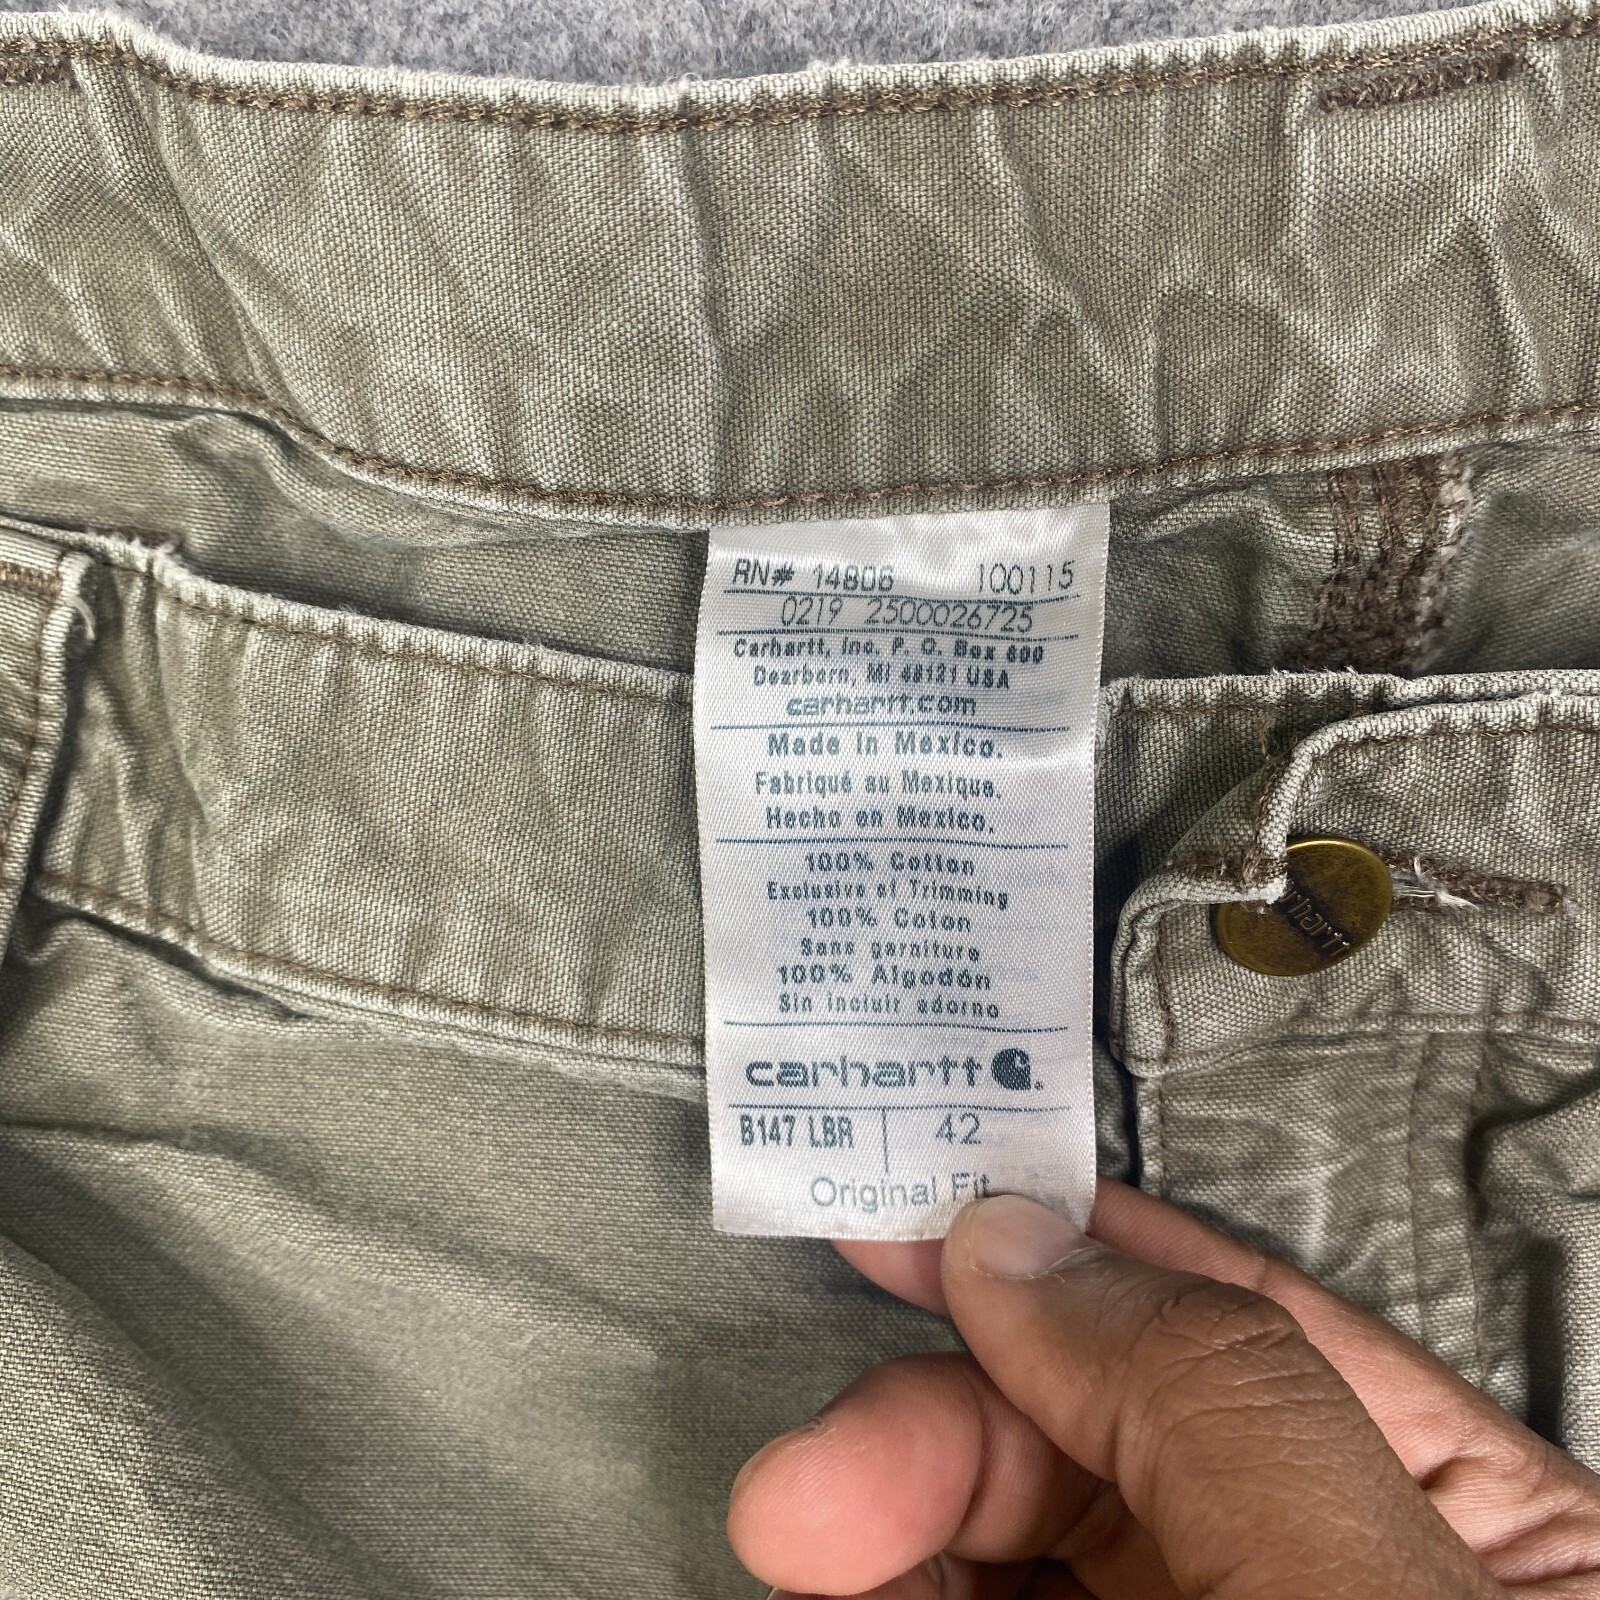 RN# 14806 100115
0219 2500026725
Carhartt, Inc. P. O. Box 600
Dearborn, MI 48121 USA
carhartt.com
Made in Mexico.
Fabriqué au Mexique.
Hecho en Mexico.
100% Cotton
Exclusive of Trimming
100% Coton
Sans garniture
100% Algodón
Sin incluir adorno
carhartt
B147 LBR 42
Original Fit